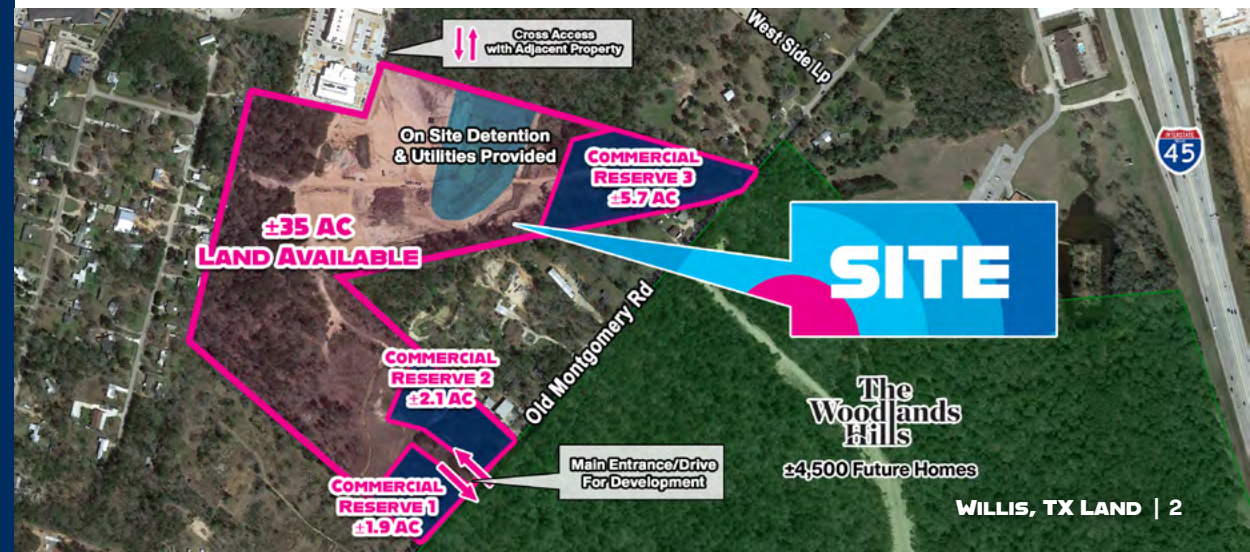 Cross Access
with Adjacent Property
West Side Lp
INTERSTATE
45
On Site Detention
& Utilities Provided
COMMERCIAL
RESERVE 3
±5.7 AC
±35 AC
LAND AVAILABLE
SITE
Old Montgomery Rd
COMMERCIAL
RESERVE 2
±2.1 AC
The
Woodlands
Hills
±4,500 Future Homes
Main Entrance/Drive
For Development
COMMERCIAL
RESERVE 1
±1.9 AC
WILLIS, TX LAND | 2